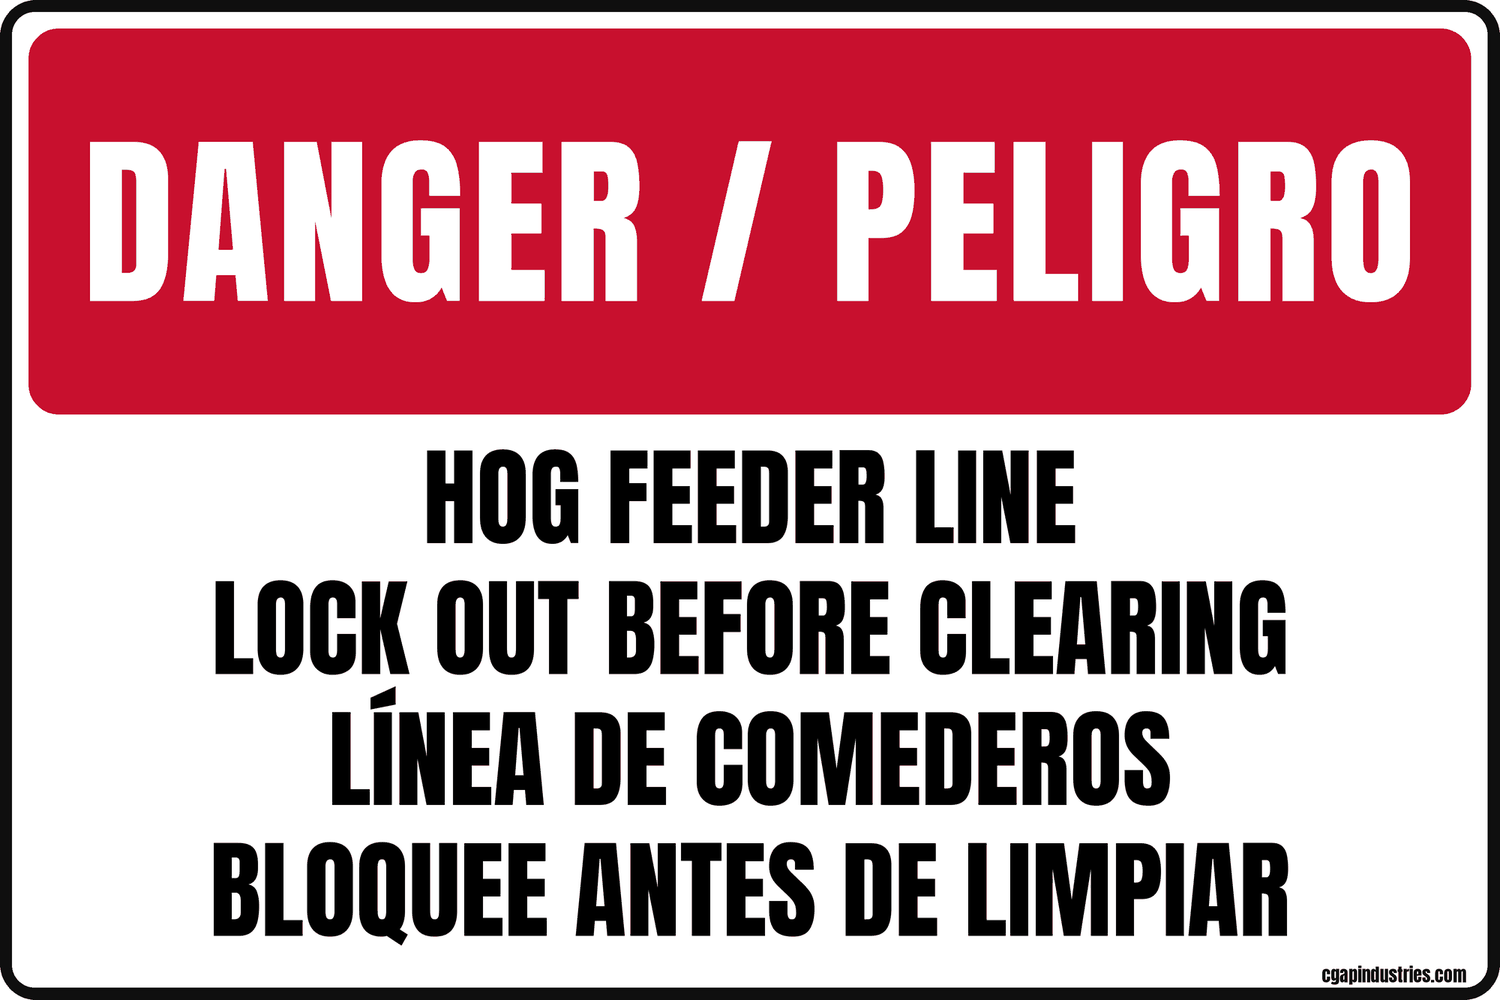 DANGER / PELIGRO
HOG FEEDER LINE
LOCK OUT BEFORE CLEARING
LÍNEA DE COMEDEROS
BLOQUEE ANTES DE LIMPIAR
cgapindustries.com